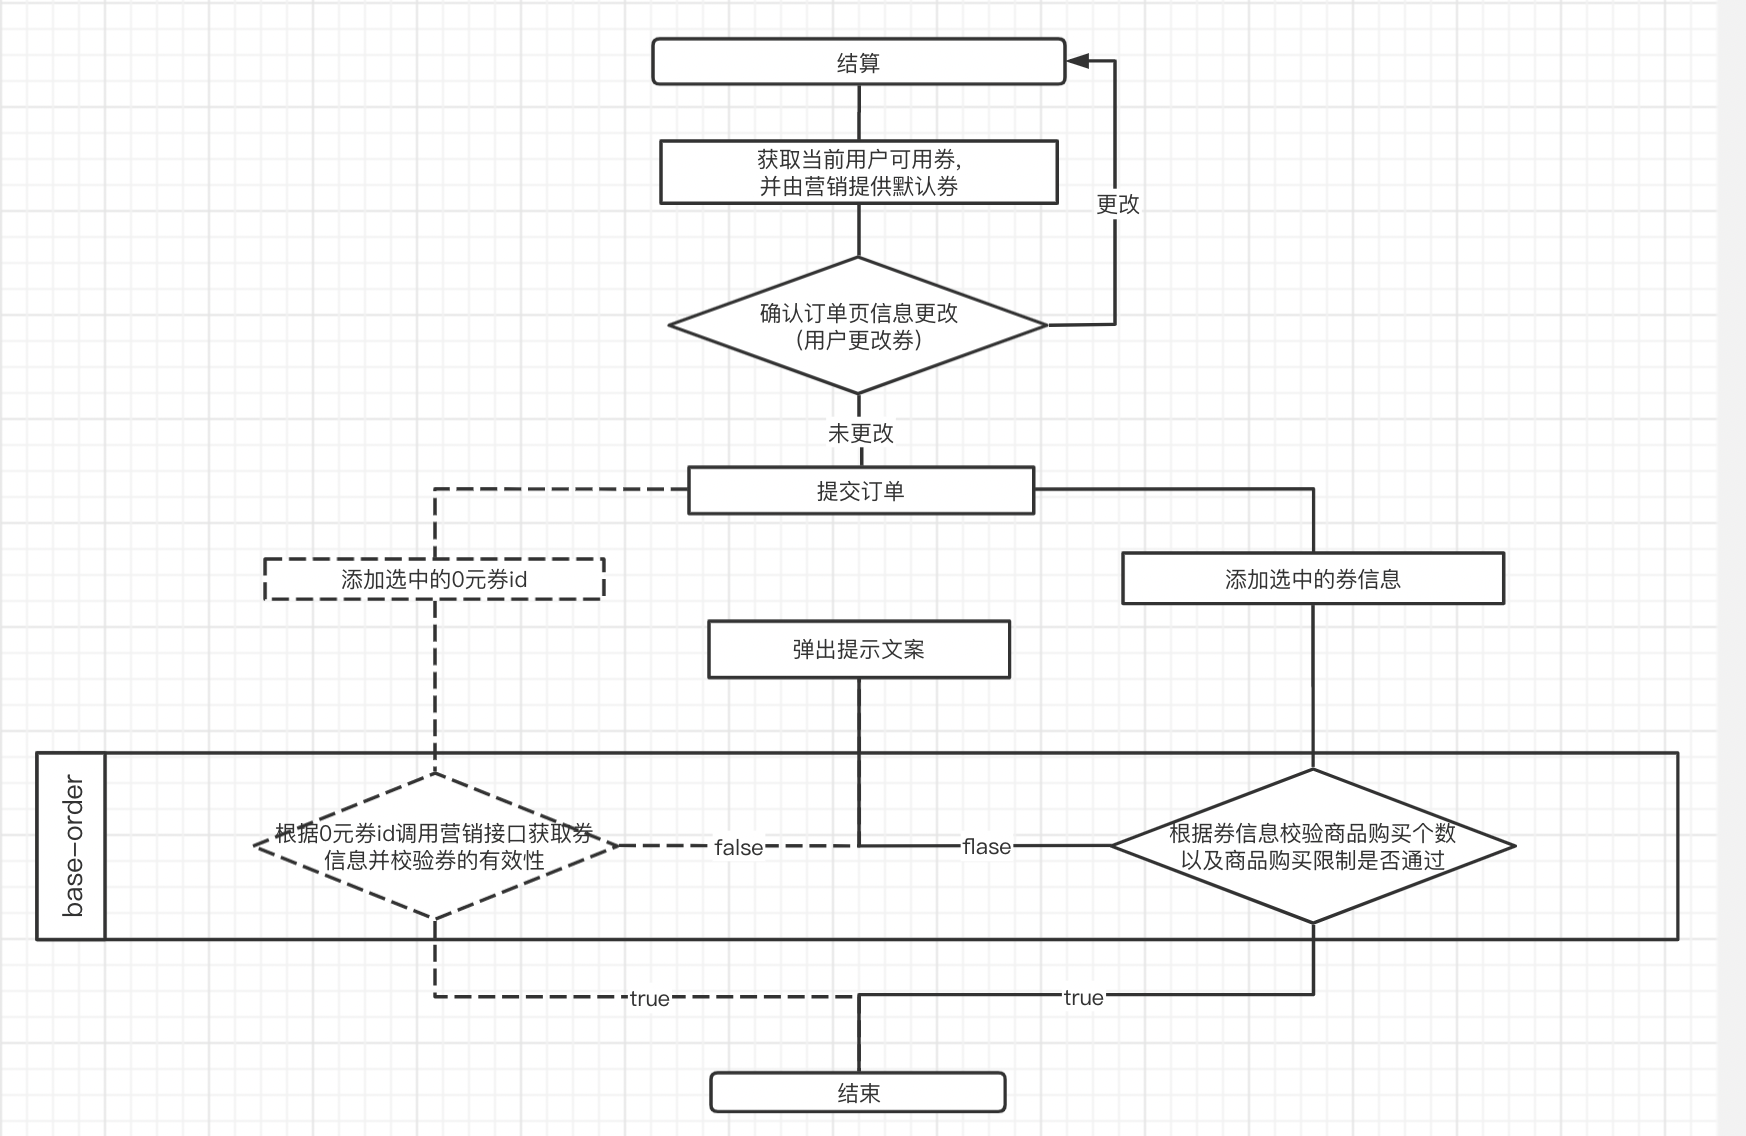 结算
获取当前用户可用券,
并由营销提供默认券
更改
确认订单页信息更改
(用户更改券)
未更改
提交订单
添加选中的0元券id
添加选中的券信息
弹出提示文案
base-order
根据0元券id调用营销接口获取券
信息并校验券的有效性
false
flase
根据券信息校验商品购买个数
以及商品购买限制是否通过
true
true
结束